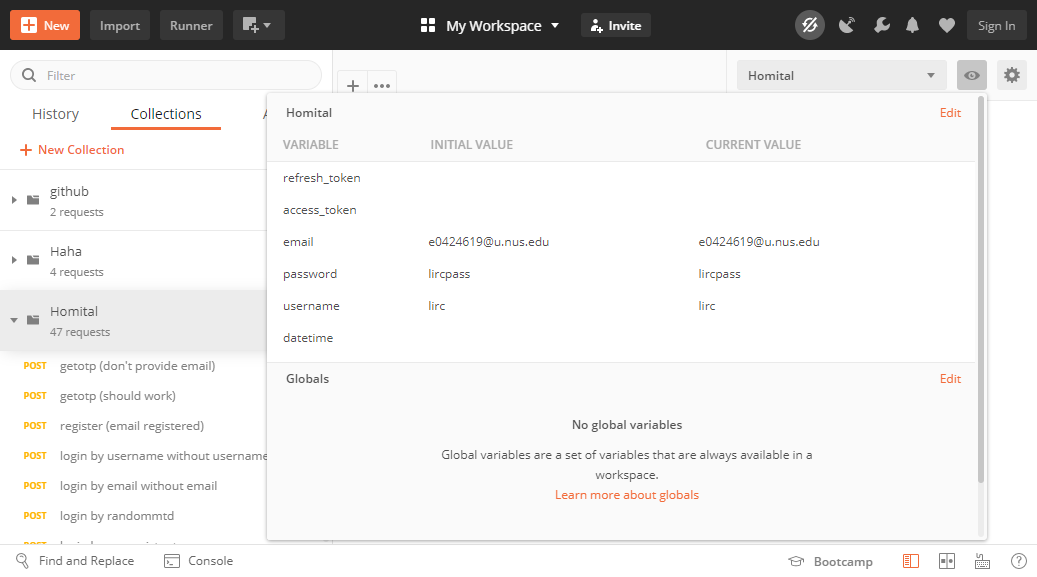 New Import Runner My Workspace Invite Sign In
Filter
Homital
History Collections
New Collection
github
2 requests
Haha
4 requests
Homital
47 requests
POST getotp (don't provide email)
POST getotp (should work)
POST register (email registered)
POST login by username without username
POST login by email without email
POST login by randommtd
Homital Edit
VARIABLE INITIAL VALUE CURRENT VALUE
refresh_token
access_token
email e0424619@u.nus.edu e0424619@u.nus.edu
password lircpass lircpass
username lirc lirc
datetime
Globals Edit
No global variables
Global variables are a set of variables that are always available in a
workspace.
Learn more about globals
Find and Replace Console Bootcamp